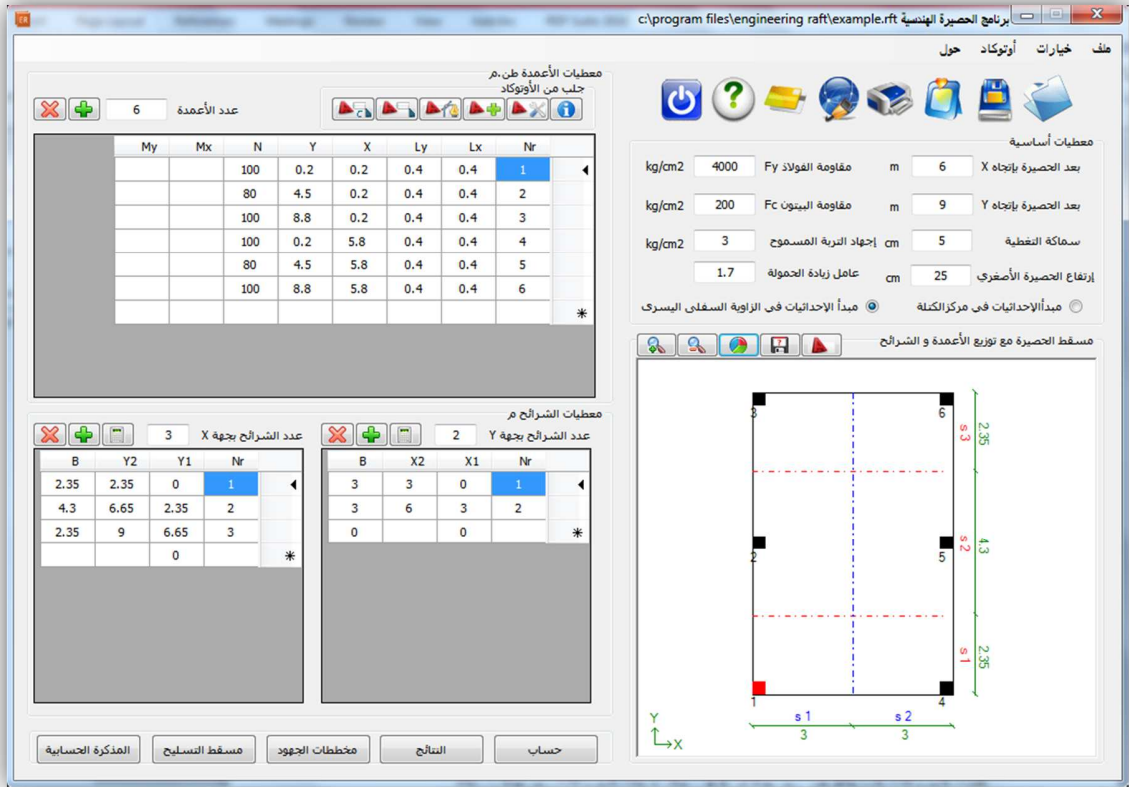 برنامج الحصيرة الهندسية c:\program files\engineering raft\example.rft
ملف خيارات أوتوكاد حول
معطيات أساسية
بعد الحصيرة بإتجاه X 6 m مقاومة الفولاذ Fy 4000 kg/cm2
بعد الحصيرة بإتجاه Y 9 m مقاومة البيتون Fc 200 kg/cm2
سماكة التغطية 5 cm إجهاد التربة المسموح 3 kg/cm2
إرتفاع الحصيرة الأصغري 25 cm عامل زيادة الحمولة 1.7
مبدأالإحداثيات في مركزالكتلة مبدأ الإحداثيات في الزاوية السفلى اليسرى
مسقط الحصيرة مع توزيع الأعمدة و الشرائح
3 6
s 3 2.35
2 5
s 2 4.3
s 1 2.35
1 4
s 1 s 2
3 3
Y
X
معطيات الأعمدة طن.م
جلب من الأوتوكاد
عدد الأعمدة 6
My Mx N Y X Ly Lx Nr
100 0.2 0.2 0.4 0.4 1
80 4.5 0.2 0.4 0.4 2
100 8.8 0.2 0.4 0.4 3
100 0.2 5.8 0.4 0.4 4
80 4.5 5.8 0.4 0.4 5
100 8.8 5.8 0.4 0.4 6
معطيات الشرائح م
عدد الشرائح بجهة Y 2
B X2 X1 Nr
3 3 0 1
3 6 3 2
0 0
عدد الشرائح بجهة X 3
B Y2 Y1 Nr
2.35 2.35 0 1
4.3 6.65 2.35 2
2.35 9 6.65 3
0
حساب النتائج مخططات الجهود مسقط التسليح المذكرة الحسابية